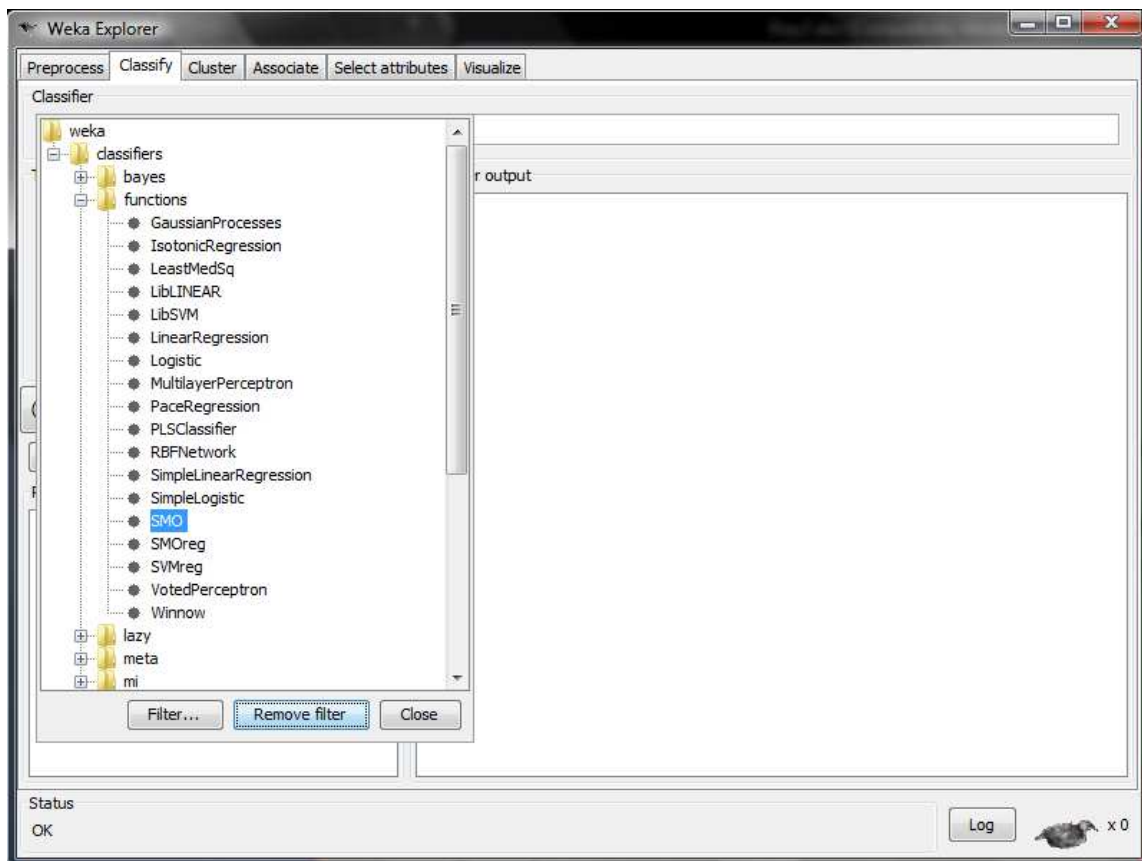 Weka Explorer
Preprocess Classify Cluster Associate Select attributes Visualize
Classifier
weka
classifiers
bayes
r output
functions
GaussianProcesses
IsotonicRegression
LeastMedSq
LibLINEAR
LibSVM
LinearRegression
Logistic
MultilayerPerceptron
PaceRegression
PLSClassifier
RBFNetwork
SimpleLinearRegression
SimpleLogistic
SMO
SMOreg
SVMreg
VotedPerceptron
Winnow
lazy
meta
mi
Filter... Remove filter Close
Status
OK
Log x 0